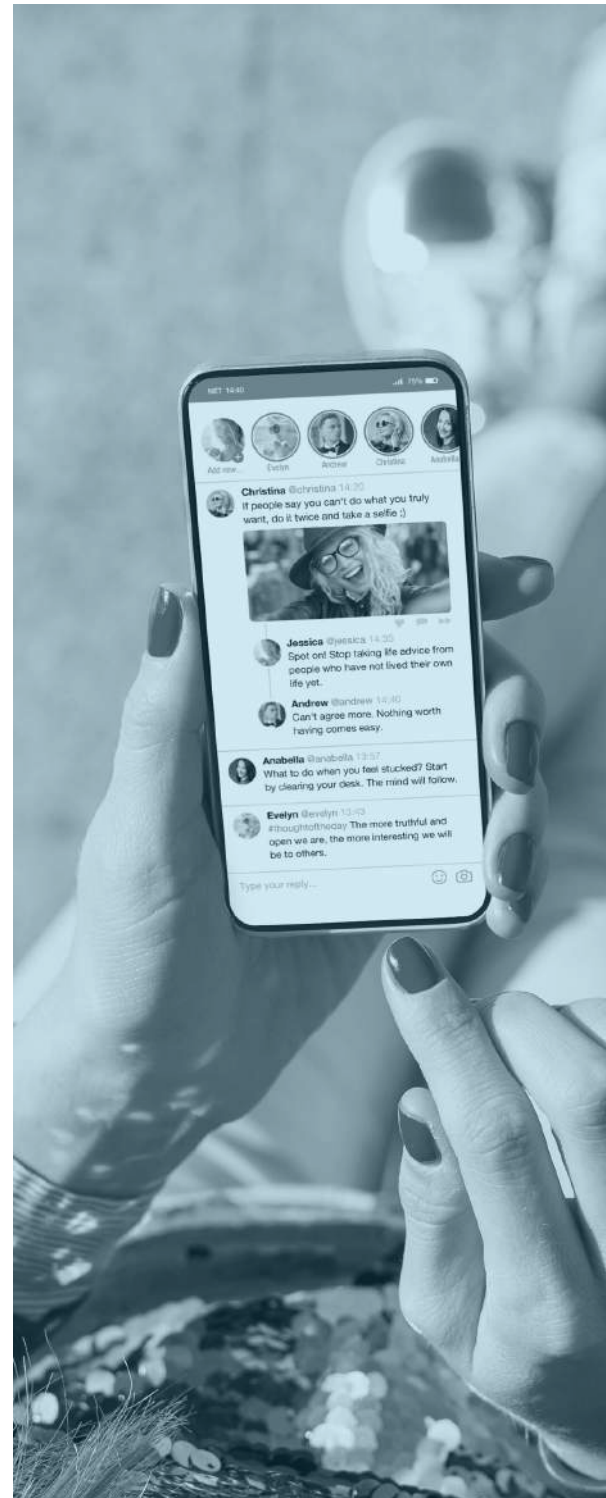 NET 14:40
75%
Add new...
Evelyn
Andrew
Christina
Anabella
Christina @christina 14:20
If people say you can't do what you truly
want, do it twice and take a selfie ;)
Jessica @jessica 14:30
Spot on! Stop taking life advice from
people who have not lived their own
life yet.
Andrew @andrew 14:40
Can't agree more. Nothing worth
having comes easy.
Anabella @anabella 13:57
What to do when you feel stucked? Start
by clearing your desk. The mind will follow.
Evelyn @evelyn 13:43
#thoughtoftheday The more truthful and
open we are, the more interesting we will
be to others.
Type your reply...